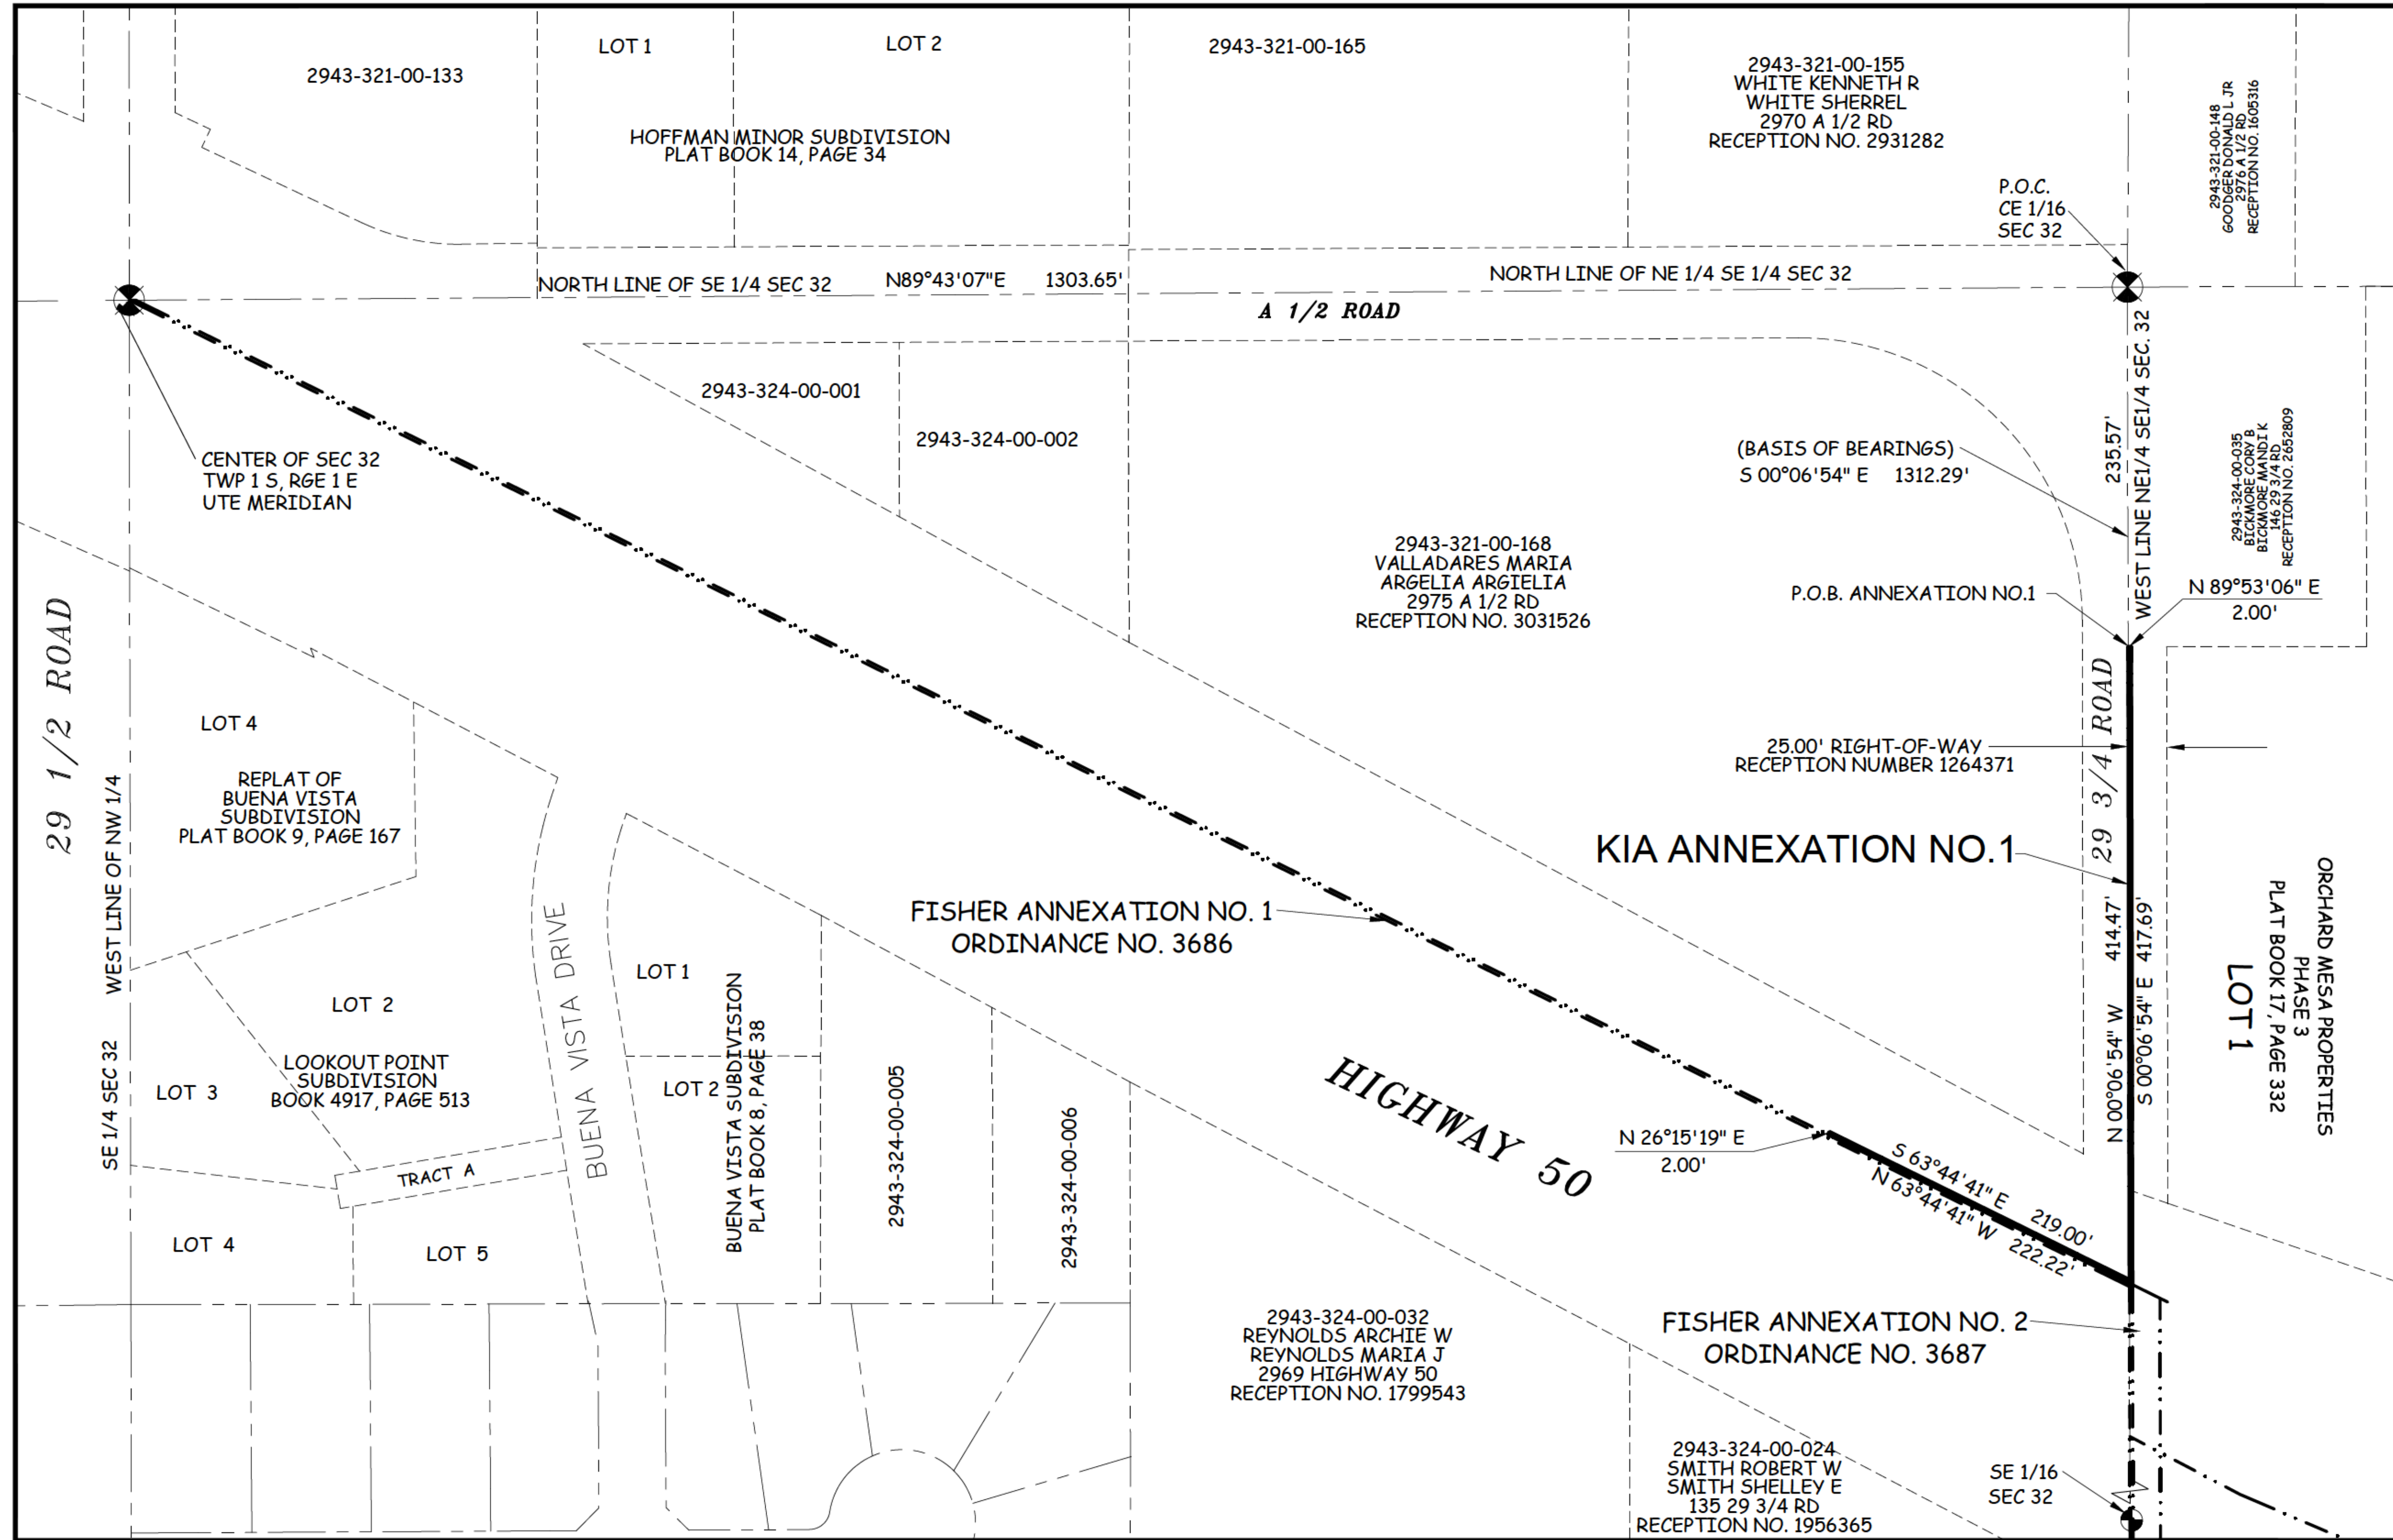 2943-321-00-133
LOT 1
LOT 2
HOFFMAN MINOR SUBDIVISION
PLAT BOOK 14, PAGE 34
2943-321-00-165
2943-321-00-155
WHITE KENNETH R
WHITE SHERREL
2970 A 1/2 RD
RECEPTION NO. 2931282
2943-321-00-148
GOODGER DONALD L JR
2976 A 1/2 RD
RECEPTION NO. 1605316
P.O.C.
CE 1/16
SEC 32
NORTH LINE OF SE 1/4 SEC 32
N89°43'07"E 1303.65'
NORTH LINE OF NE 1/4 SE 1/4 SEC 32
A 1/2 ROAD
2943-324-00-001
2943-324-00-002
CENTER OF SEC 32
TWP 1 S, RGE 1 E
UTE MERIDIAN
(BASIS OF BEARINGS)
S 00°06'54" E 1312.29'
235.57'
WEST LINE NE1/4 SE1/4 SEC. 32
2943-324-00-035
BICKMORE CORY B
BICKMORE MANDI K
146 29 3/4 RD
RECEPTION NO. 2652809
2943-321-00-168
VALLADARES MARIA
ARGELIA ARGIELIA
2975 A 1/2 RD
RECEPTION NO. 3031526
P.O.B. ANNEXATION NO.1
N 89°53'06" E
2.00'
29 1/2 ROAD
LOT 4
REPLAT OF
BUENA VISTA
SUBDIVISION
PLAT BOOK 9, PAGE 167
29 3/4 ROAD
25.00' RIGHT-OF-WAY
RECEPTION NUMBER 1264371
KIA ANNEXATION NO.1
WEST LINE OF NW 1/4
SE 1/4 SEC 32
FISHER ANNEXATION NO. 1
ORDINANCE NO. 3686
N 00°06'54" W 414.47'
S 00°06'54" E 417.69'
ORCHARD MESA PROPERTIES
PHASE 3
PLAT BOOK 17, PAGE 332
LOT 1
LOT 2
LOOKOUT POINT
SUBDIVISION
BOOK 4917, PAGE 513
LOT 3
BUENA VISTA DRIVE
LOT 1
LOT 2
BUENA VISTA SUBDIVISION
PLAT BOOK 8, PAGE 38
2943-324-00-005
2943-324-00-006
HIGHWAY 50
N 26°15'19" E
2.00'
S 63°44'41" E 219.00'
N 63°44'41" W 222.22'
TRACT A
LOT 4
LOT 5
2943-324-00-032
REYNOLDS ARCHIE W
REYNOLDS MARIA J
2969 HIGHWAY 50
RECEPTION NO. 1799543
FISHER ANNEXATION NO. 2
ORDINANCE NO. 3687
2943-324-00-024
SMITH ROBERT W
SMITH SHELLEY E
135 29 3/4 RD
RECEPTION NO. 1956365
SE 1/16
SEC 32